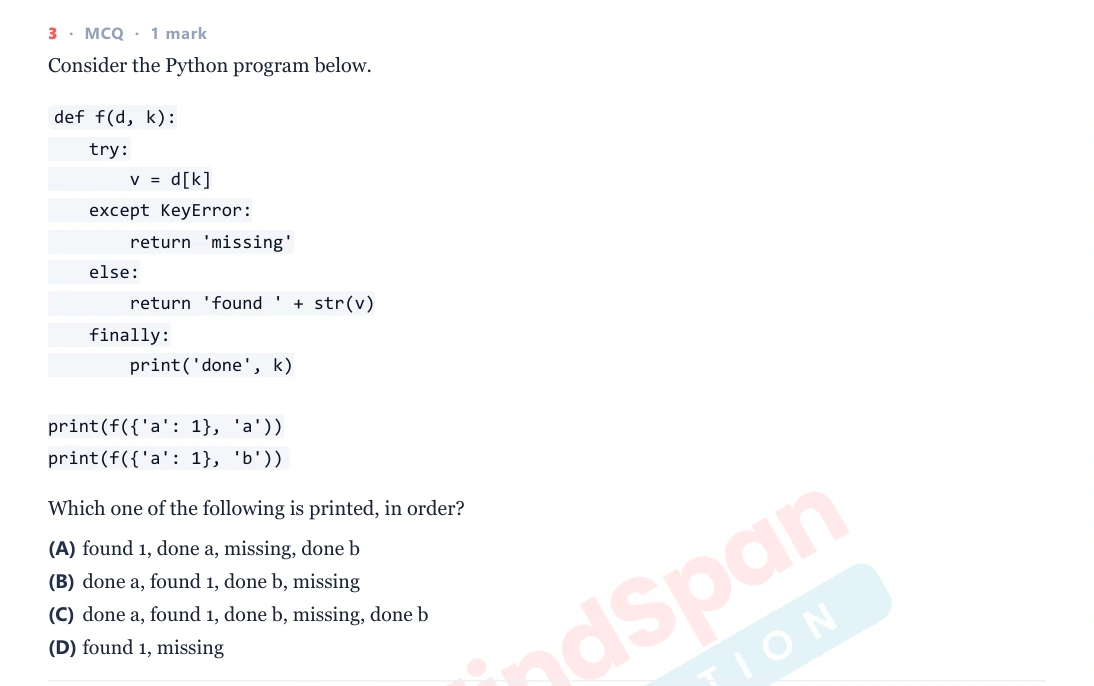 3 · MCQ · 1 mark
Consider the Python program below.
def f(d, k):
    try:
        v = d[k]
    except KeyError:
        return 'missing'
    else:
        return 'found ' + str(v)
    finally:
        print('done', k)
print(f({'a': 1}, 'a'))
print(f({'a': 1}, 'b'))
Which one of the following is printed, in order?
(A) found 1, done a, missing, done b
(B) done a, found 1, done b, missing
(C) done a, found 1, done b, missing, done b
(D) found 1, missing